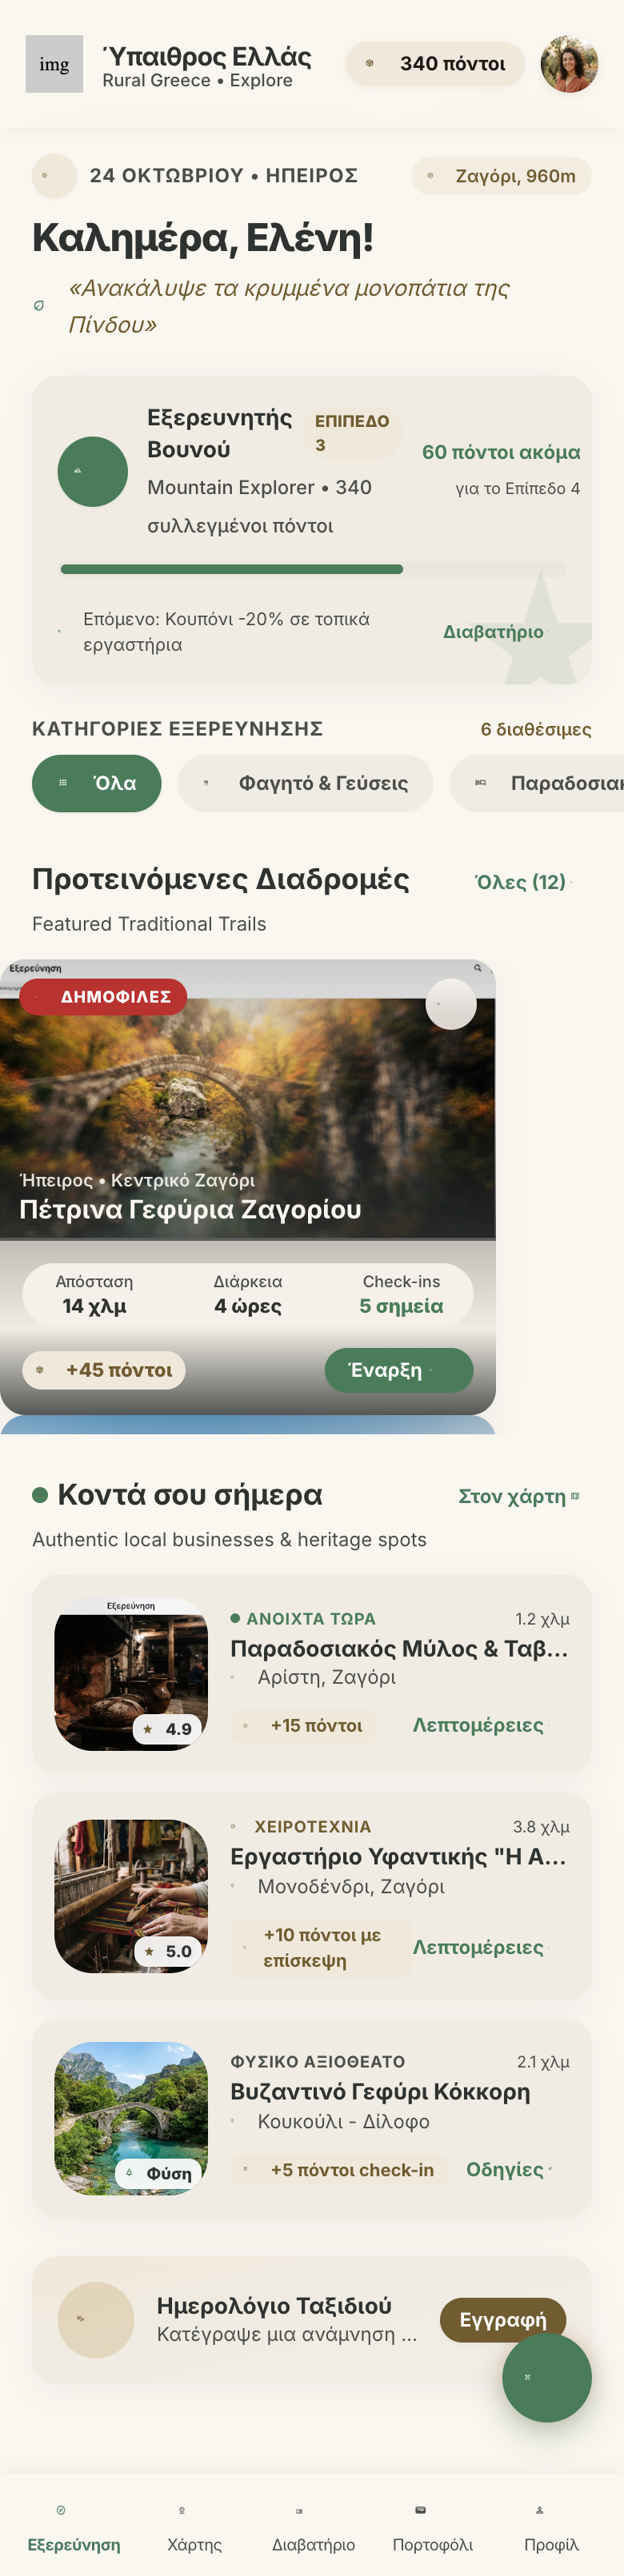 img
Ύπαιθρος Ελλάς
Rural Greece • Explore
340 πόντοι
24 ΟΚΤΩΒΡΙΟΥ • ΗΠΕΙΡΟΣ
Ζαγόρι, 960m
Καλημέρα, Ελένη!
«Ανακάλυψε τα κρυμμένα μονοπάτια της
Πίνδου»
Εξερευνητής
Βουνού
ΕΠΙΠΕΔΟ
3
Mountain Explorer • 340
συλλεγμένοι πόντοι
60 πόντοι ακόμα
για το Επίπεδο 4
Επόμενο: Κουπόνι -20% σε τοπικά
εργαστήρια
Διαβατήριο
ΚΑΤΗΓΟΡΙΕΣ ΕΞΕΡΕΥΝΗΣΗΣ
6 διαθέσιμες
Όλα
Φαγητό & Γεύσεις
Παραδοσιακ
Προτεινόμενες Διαδρομές
Όλες (12)
Featured Traditional Trails
Εξερεύνηση
ΔΗΜΟΦΙΛΕΣ
Ήπειρος • Κεντρικό Ζαγόρι
Πέτρινα Γεφύρια Ζαγορίου
Απόσταση
14 χλμ
Διάρκεια
4 ώρες
Check-ins
5 σημεία
+45 πόντοι
Έναρξη
Κοντά σου σήμερα
Στον χάρτη
Authentic local businesses & heritage spots
Εξερεύνηση
4.9
ΑΝΟΙΧΤΑ ΤΩΡΑ
1.2 χλμ
Παραδοσιακός Μύλος & Ταβ...
Αρίστη, Ζαγόρι
+15 πόντοι
Λεπτομέρειες
5.0
ΧΕΙΡΟΤΕΧΝΙΑ
3.8 χλμ
Εργαστήριο Υφαντικής "Η Α...
Μονοδένδρι, Ζαγόρι
+10 πόντοι με
επίσκεψη
Λεπτομέρειες
Φύση
ΦΥΣΙΚΟ ΑΞΙΟΘΕΑΤΟ
2.1 χλμ
Βυζαντινό Γεφύρι Κόκκορη
Κουκούλι - Δίλοφο
+5 πόντοι check-in
Οδηγίες
Ημερολόγιο Ταξιδιού
Κατέγραψε μια ανάμνηση ...
Εγγραφή
Εξερεύνηση
Χάρτης
Διαβατήριο
Πορτοφόλι
Προφίλ